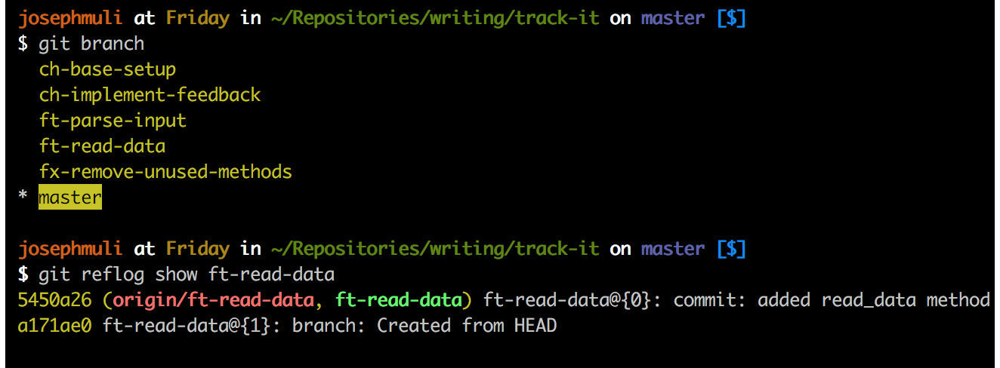 josephmuli at Friday in ~/Repositories/writing/track-it on master [$]
$ git branch
  ch-base-setup
  ch-implement-feedback
  ft-parse-input
  ft-read-data
  fx-remove-unused-methods
* master
josephmuli at Friday in ~/Repositories/writing/track-it on master [$]
$ git reflog show ft-read-data
5450a26 (origin/ft-read-data, ft-read-data) ft-read-data@{0}: commit: added read_data method
a171ae0 ft-read-data@{1}: branch: Created from HEAD